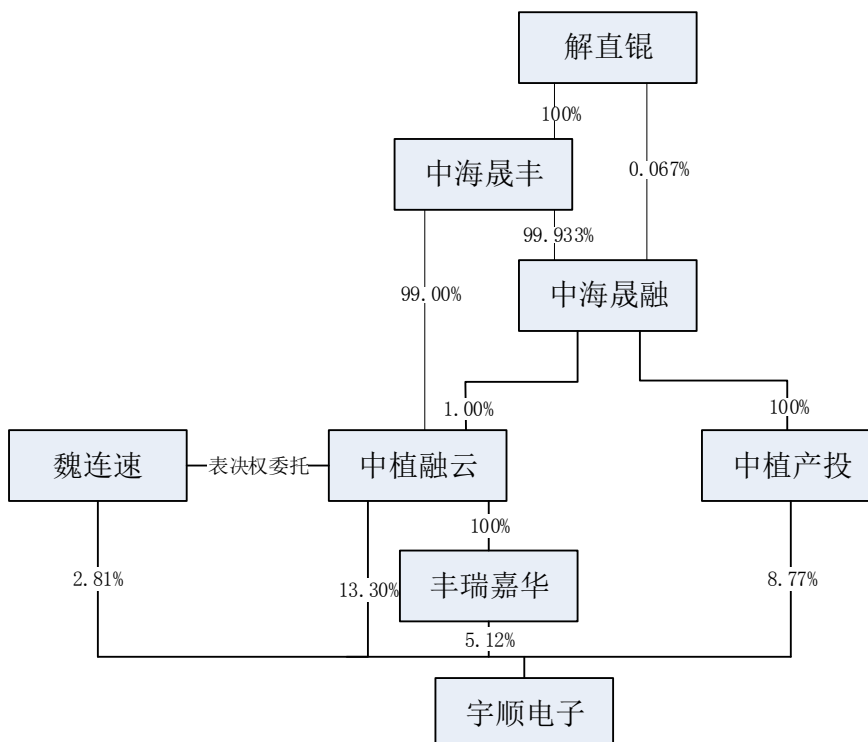 解直锟
100%
0.067%
中海晟丰
99.933%
中海晟融
99.00%
1.00%
100%
魏连速
表决权委托
中植融云
中植产投
100%
2.81%
13.30%
丰瑞嘉华
8.77%
5.12%
宇顺电子